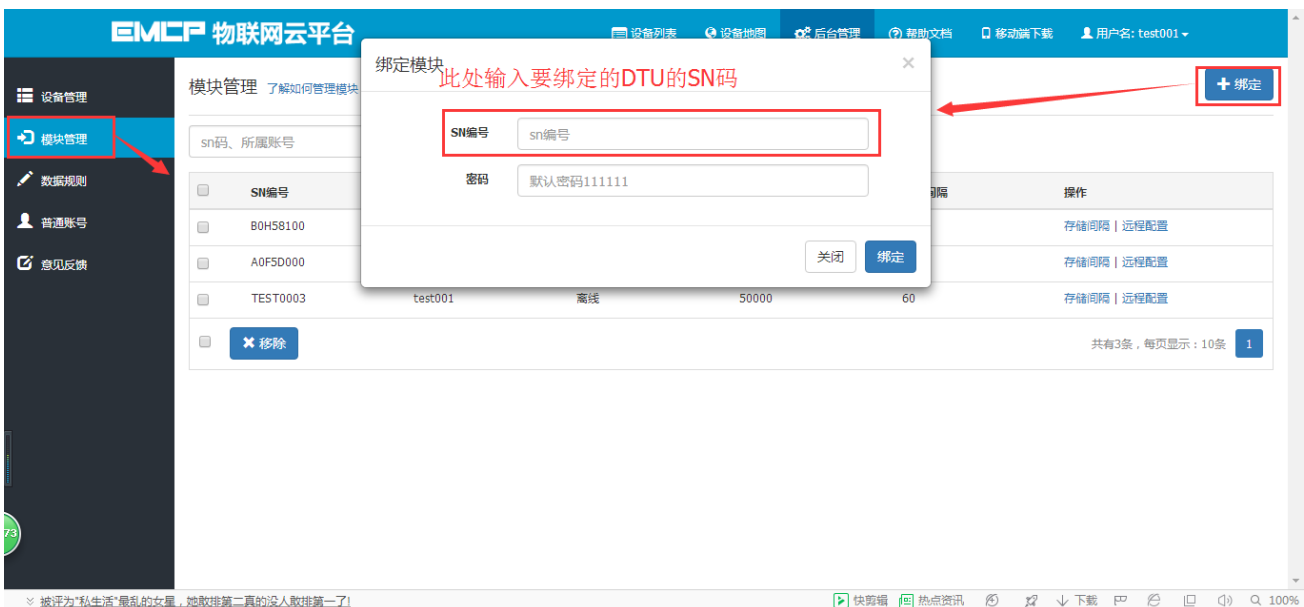 EMCP 物联网云平台
设备列表 设备地图 后台管理 帮助文档 移动端下载 用户名: test001
设备管理
模块管理
数据规则
普通账号
意见反馈
模块管理 了解如何管理模块
绑定
sn码、所属账号
绑定模块
×
此处输入要绑定的DTU的SN码
SN编号 sn编号
密码 默认密码111111
关闭 绑定
SN编号 间隔 操作
B0H58100 存储间隔 | 远程配置
A0F5D000 存储间隔 | 远程配置
TEST0003 test001 离线 50000 60 存储间隔 | 远程配置
移除 共有3条，每页显示：10条 1
73
被评为"私生活"最乱的女星，她敢排第二真的没人敢排第一了!
快剪辑 热点资讯 下载 100%